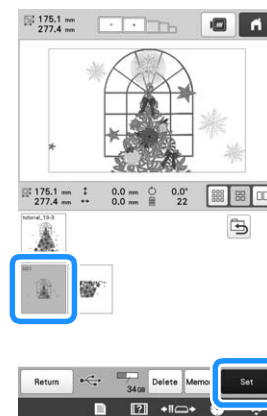 175.1 mm
277.4 mm
175.1 mm 0.0 mm 0.0°
277.4 mm 0.0 mm 22
tutorial_10-3
Return 34GB Delete Memo Set